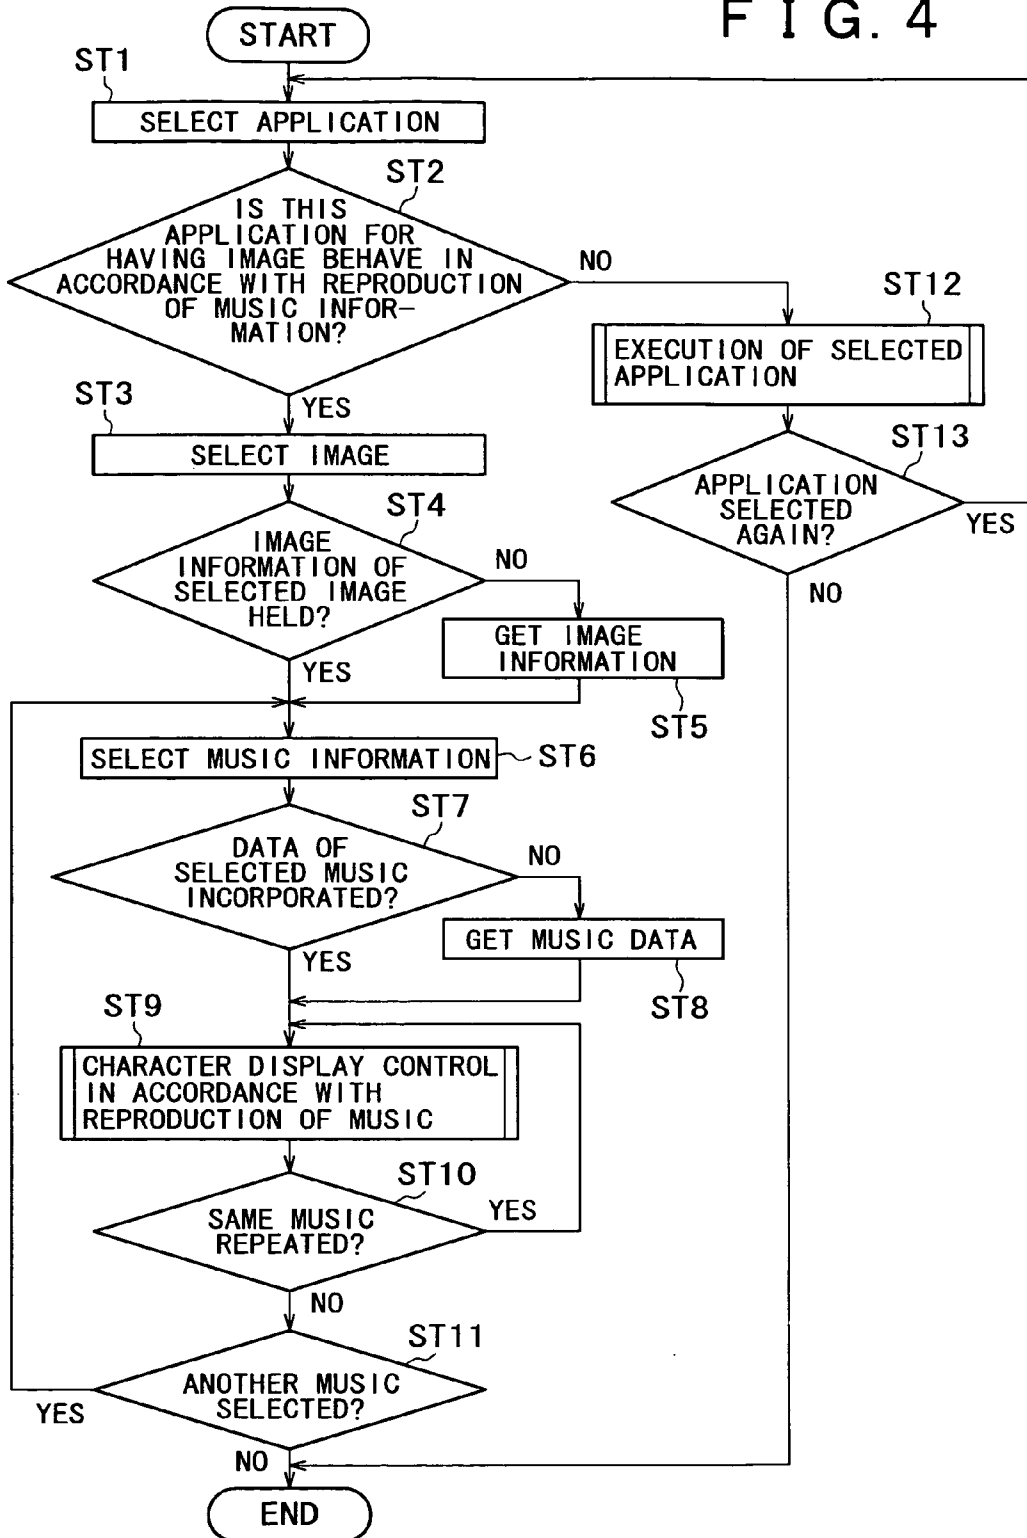 FIG. 4
START
ST1
SELECT APPLICATION
ST2
IS THIS
APPLICATION FOR
HAVING IMAGE BEHAVE IN
ACCORDANCE WITH REPRODUCTION
OF MUSIC INFOR-
MATION?
NO
YES
ST12
EXECUTION OF SELECTED
APPLICATION
ST13
APPLICATION
SELECTED
AGAIN?
YES
NO
ST3
SELECT IMAGE
ST4
IMAGE
INFORMATION OF
SELECTED IMAGE
HELD?
NO
YES
GET IMAGE
INFORMATION
ST5
SELECT MUSIC INFORMATION
ST6
ST7
DATA OF
SELECTED MUSIC
INCORPORATED?
NO
YES
GET MUSIC DATA
ST8
ST9
CHARACTER DISPLAY CONTROL
IN ACCORDANCE WITH
REPRODUCTION OF MUSIC
ST10
SAME MUSIC
REPEATED?
YES
NO
ST11
ANOTHER MUSIC
SELECTED?
YES
NO
END